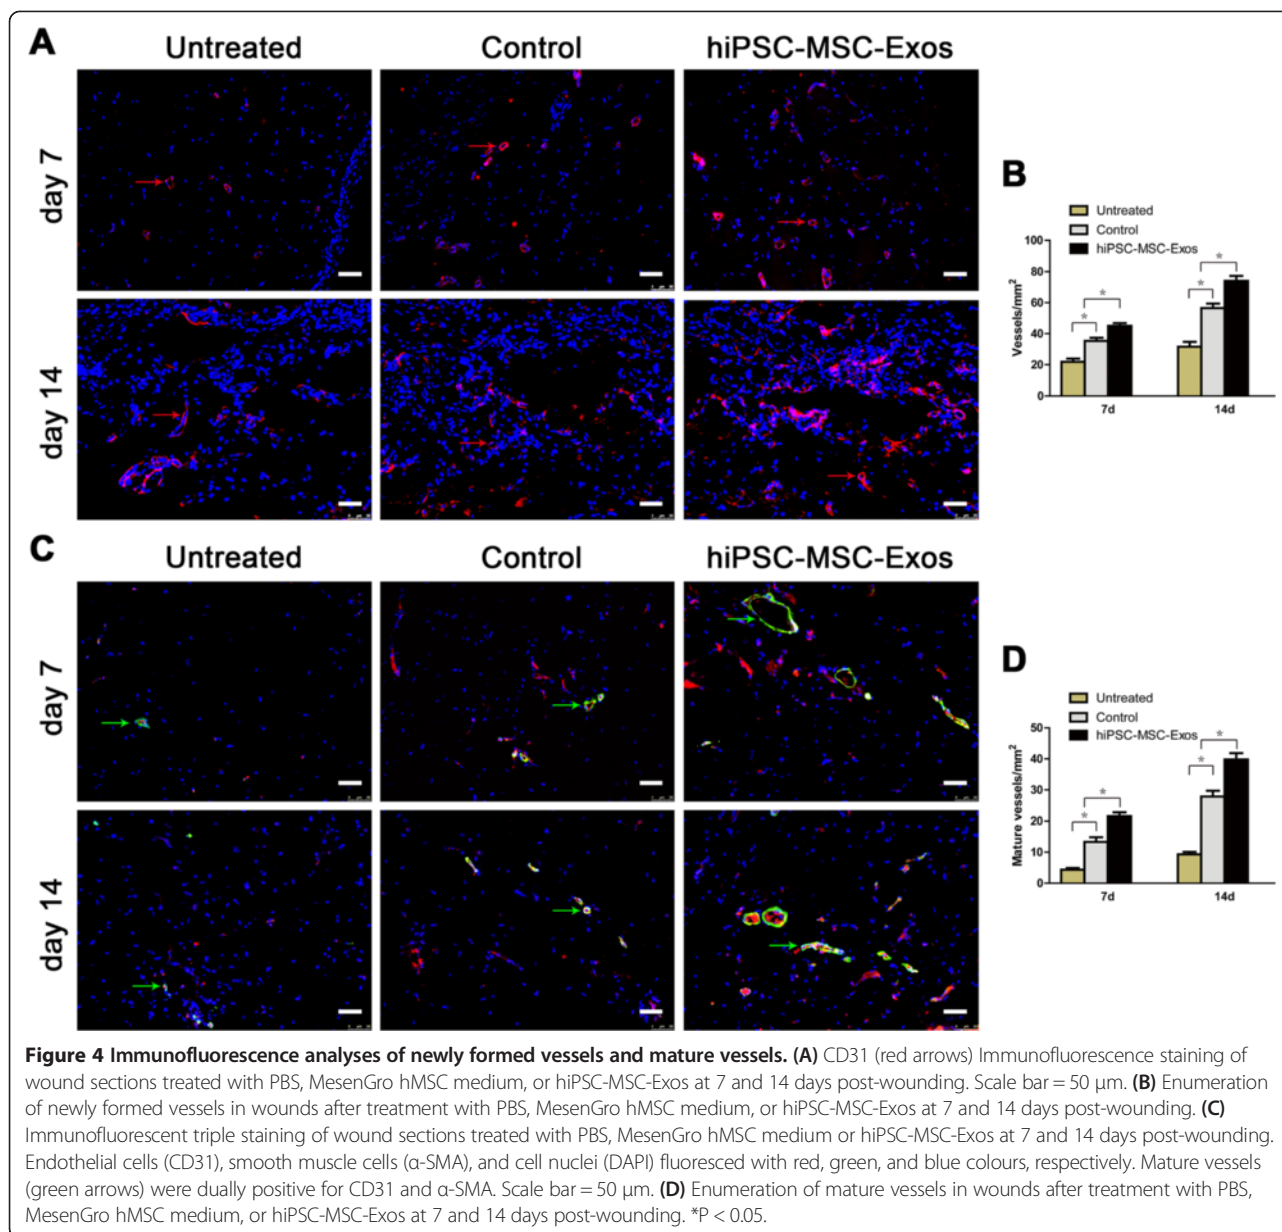 A
Untreated
Control
hiPSC-MSC-Exos
day 7
day 14
B
Untreated
Control
hiPSC-MSC-Exos
Vessels/mm²
100
80
60
40
20
0
7d
14d
*
*
*
*
C
Untreated
Control
hiPSC-MSC-Exos
day 7
day 14
D
Untreated
Control
hiPSC-MSC-Exos
Mature vessels/mm²
50
40
30
20
10
0
7d
14d
*
*
*
*
Figure 4 Immunofluorescence analyses of newly formed vessels and mature vessels. (A) CD31 (red arrows) Immunofluorescence staining of
wound sections treated with PBS, MesenGro hMSC medium, or hiPSC-MSC-Exos at 7 and 14 days post-wounding. Scale bar = 50 μm. (B) Enumeration
of newly formed vessels in wounds after treatment with PBS, MesenGro hMSC medium, or hiPSC-MSC-Exos at 7 and 14 days post-wounding. (C)
Immunofluorescent triple staining of wound sections treated with PBS, MesenGro hMSC medium or hiPSC-MSC-Exos at 7 and 14 days post-wounding.
Endothelial cells (CD31), smooth muscle cells (α-SMA), and cell nuclei (DAPI) fluoresced with red, green, and blue colours, respectively. Mature vessels
(green arrows) were dually positive for CD31 and α-SMA. Scale bar = 50 μm. (D) Enumeration of mature vessels in wounds after treatment with PBS,
MesenGro hMSC medium, or hiPSC-MSC-Exos at 7 and 14 days post-wounding. *P < 0.05.